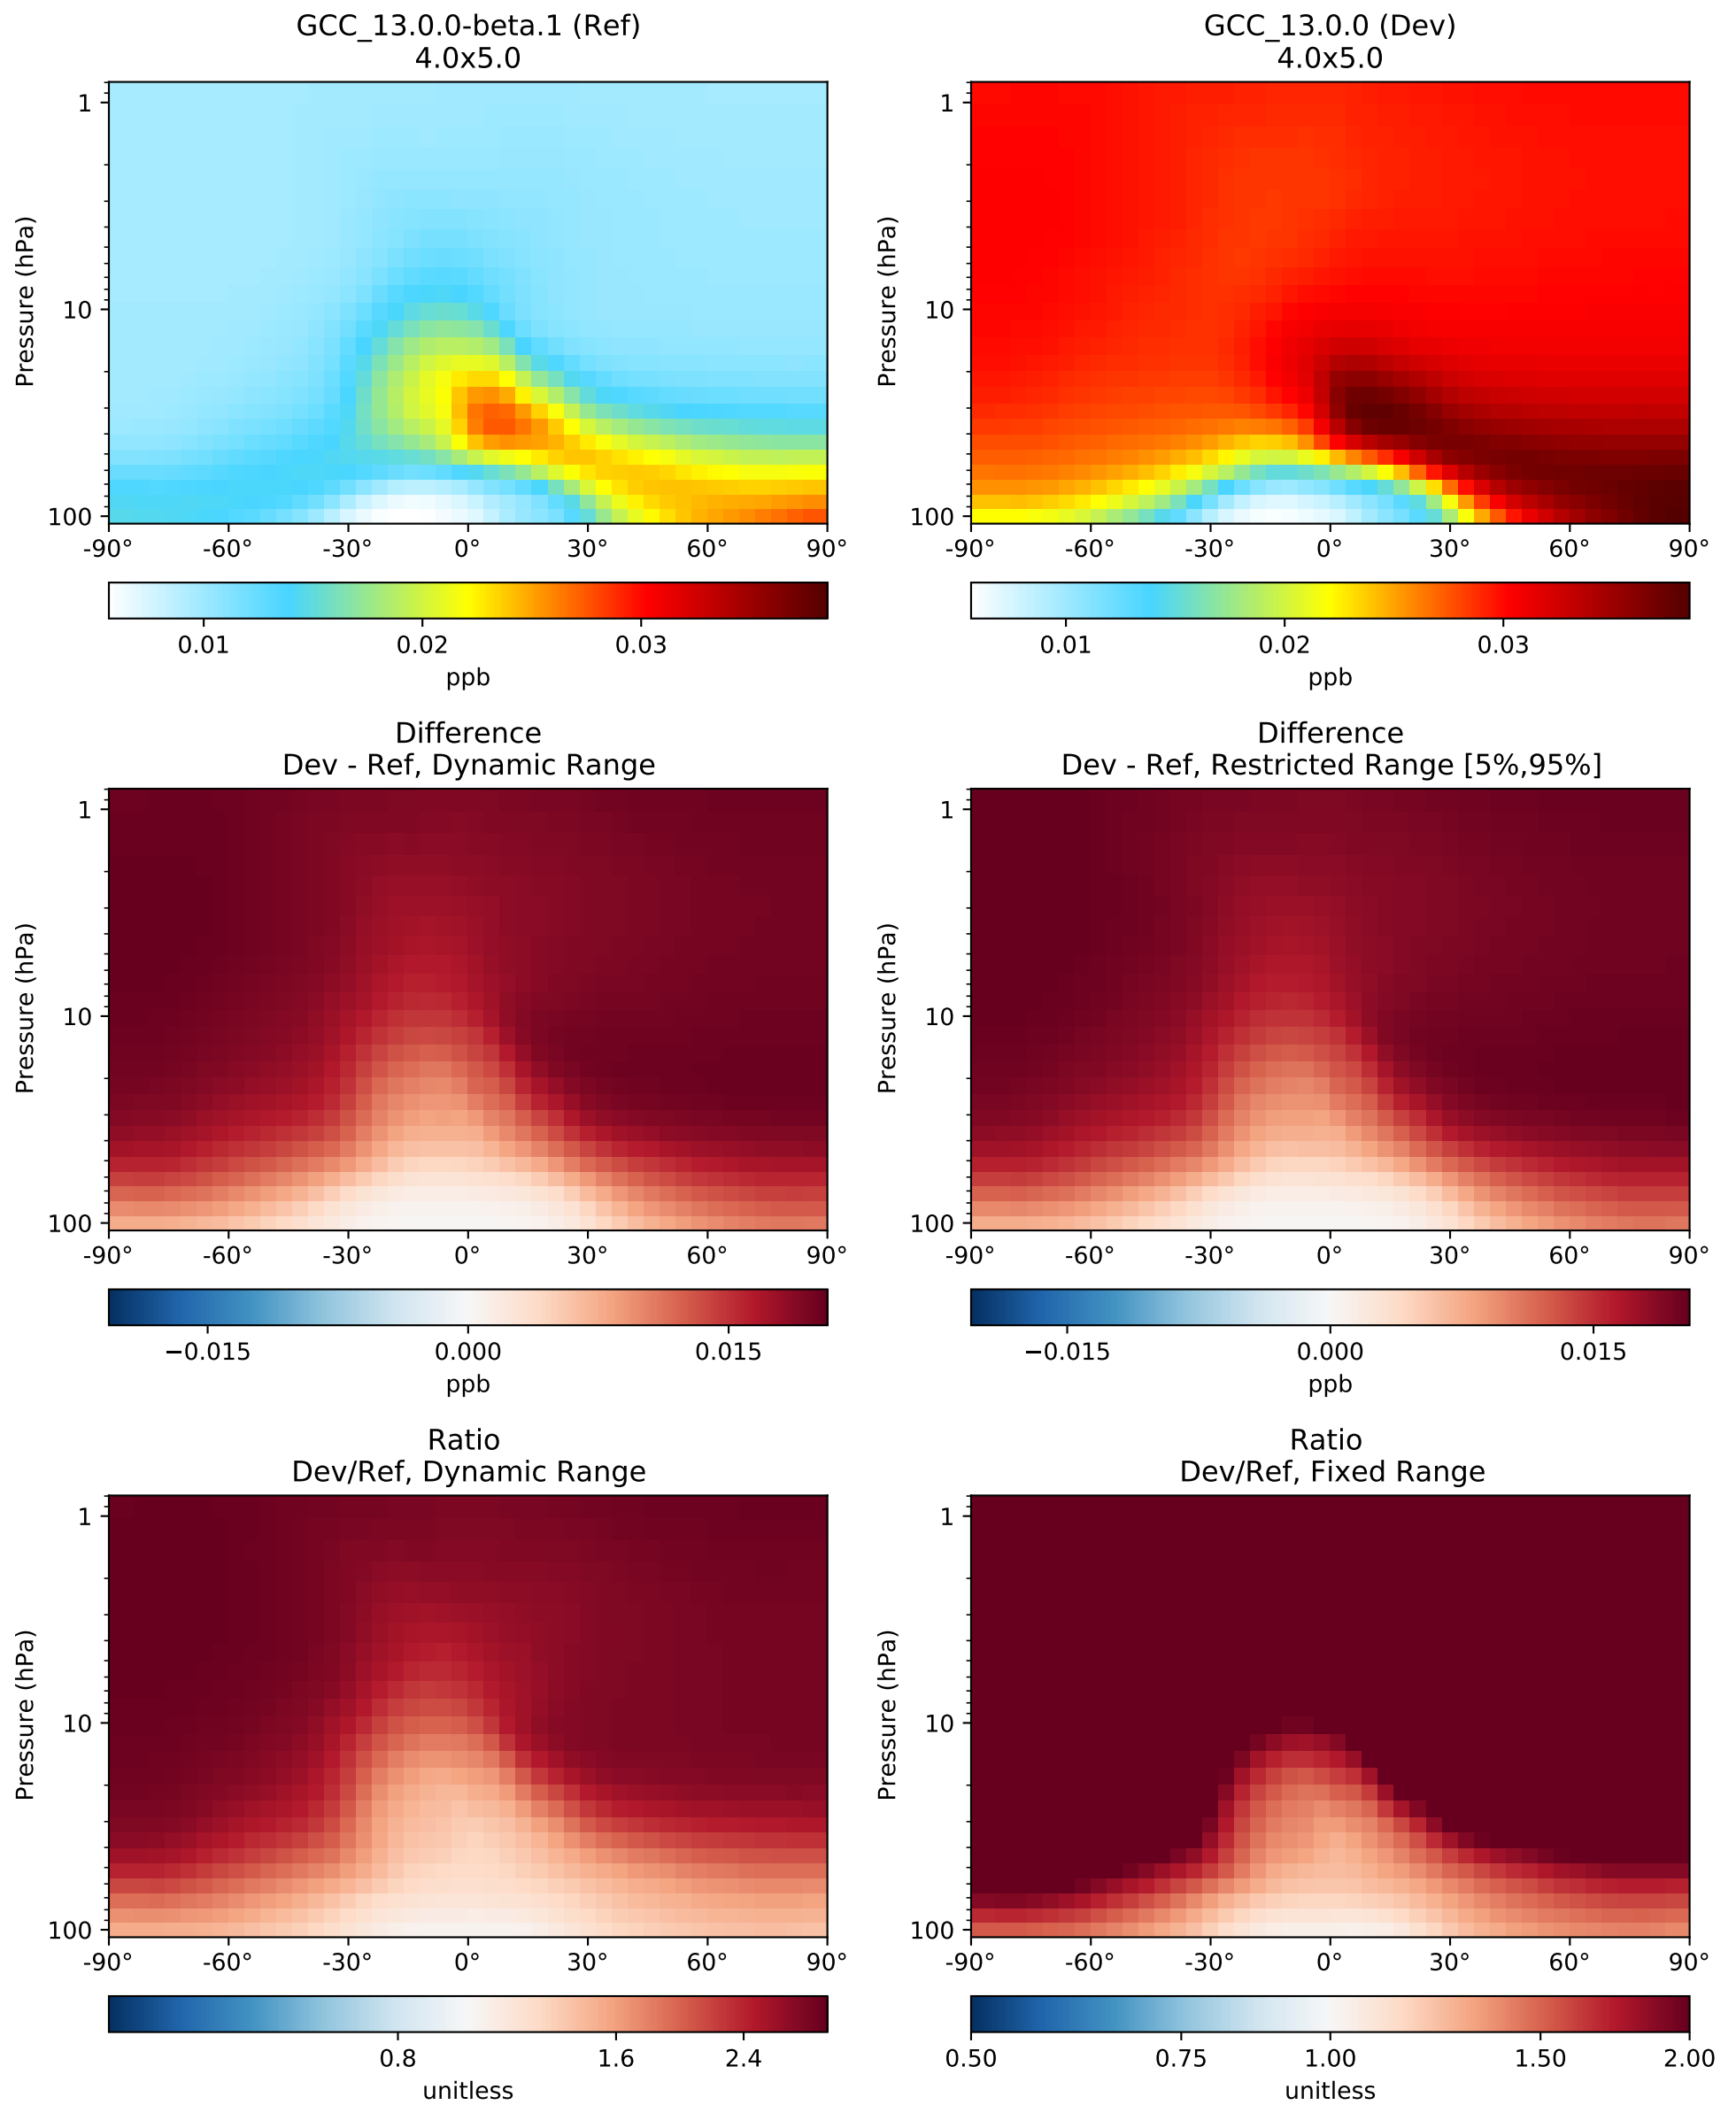 GCC_13.0.0-beta.1 (Ref)
4.0x5.0
1
10
100
Pressure (hPa)
-90° -60° -30° 0° 30° 60° 90°
0.01 0.02 0.03
ppb
GCC_13.0.0 (Dev)
4.0x5.0
1
10
100
Pressure (hPa)
-90° -60° -30° 0° 30° 60° 90°
0.01 0.02 0.03
ppb
Difference
Dev - Ref, Dynamic Range
1
10
100
Pressure (hPa)
-90° -60° -30° 0° 30° 60° 90°
−0.015 0.000 0.015
ppb
Difference
Dev - Ref, Restricted Range [5%,95%]
1
10
100
Pressure (hPa)
-90° -60° -30° 0° 30° 60° 90°
−0.015 0.000 0.015
ppb
Ratio
Dev/Ref, Dynamic Range
1
10
100
Pressure (hPa)
-90° -60° -30° 0° 30° 60° 90°
0.8 1.6 2.4
unitless
Ratio
Dev/Ref, Fixed Range
1
10
100
Pressure (hPa)
-90° -60° -30° 0° 30° 60° 90°
0.50 0.75 1.00 1.50 2.00
unitless